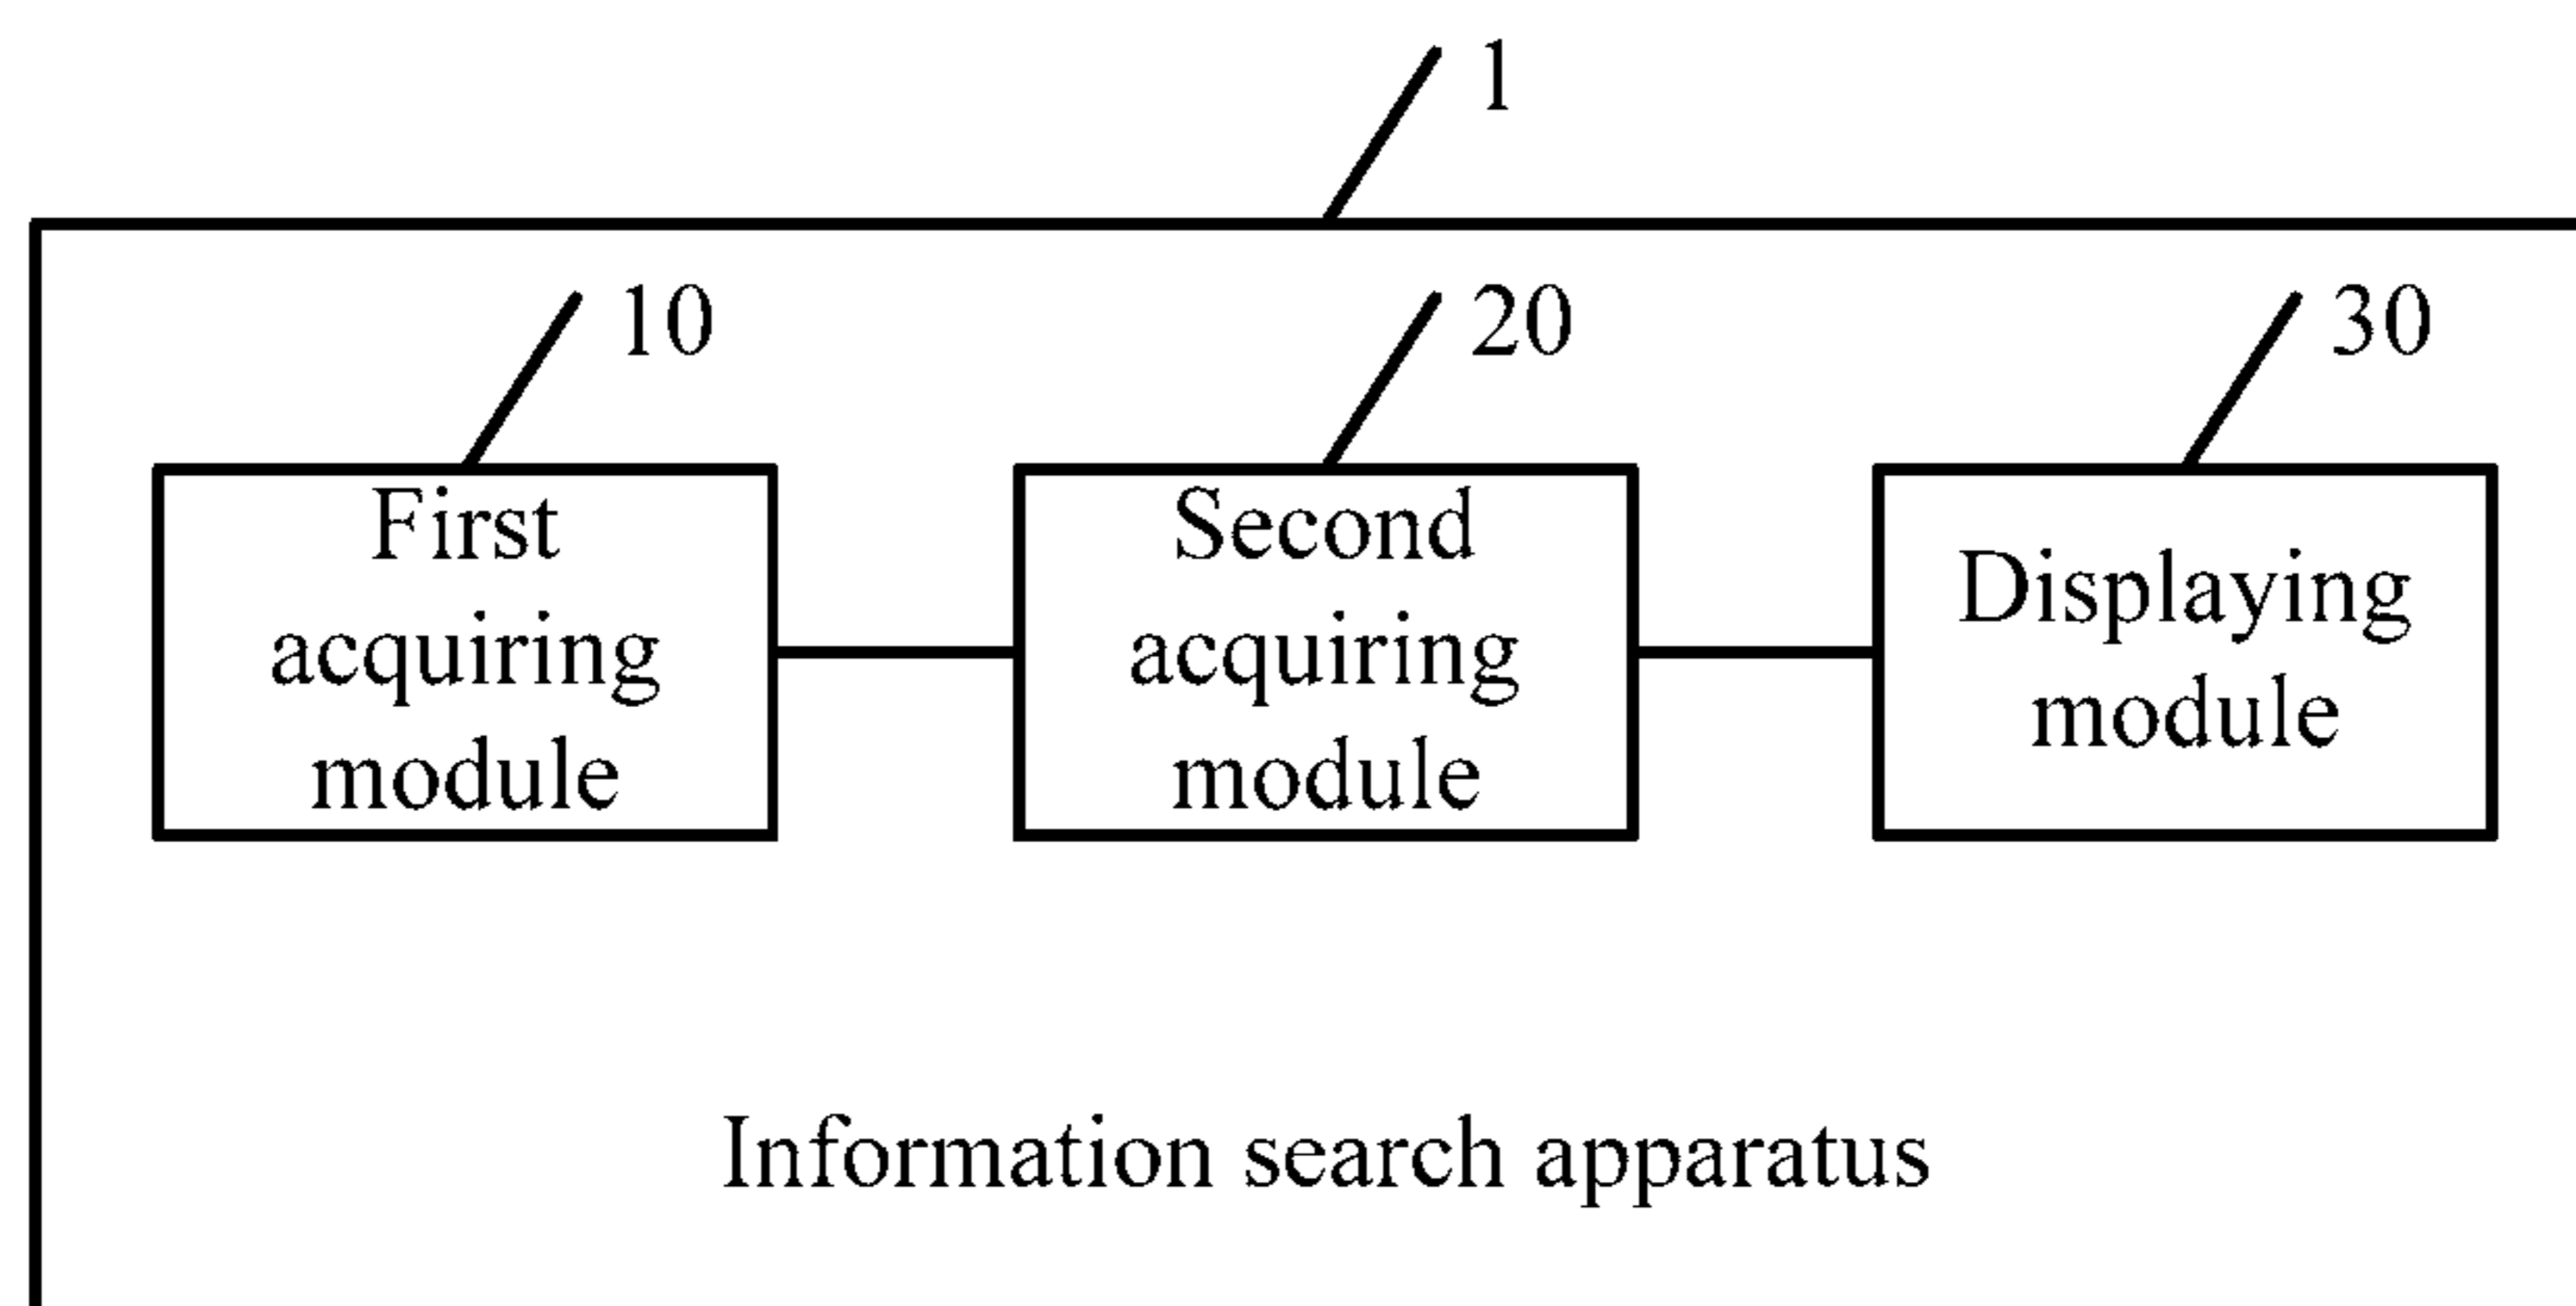 1
10
20
30
First
acquiring
module
Second
acquiring
module
Displaying
module
Information search apparatus